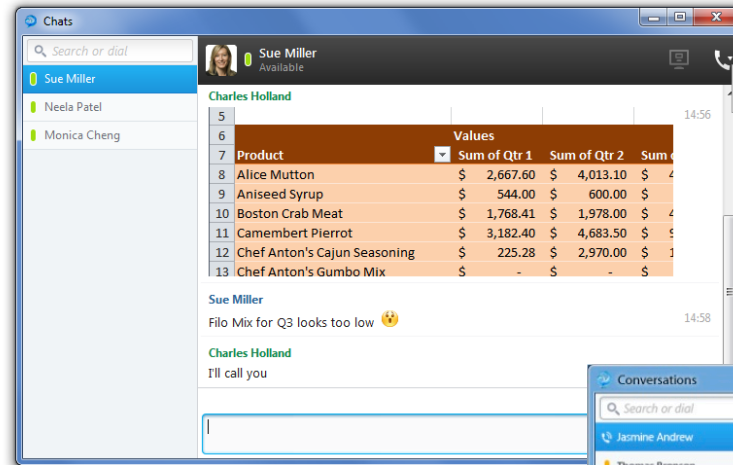 Chats
Search or dial
Sue Miller
Neela Patel
Monica Cheng
Sue Miller
Available
Charles Holland
14:56
5
6 Values
7 Product Sum of Qtr 1 Sum of Qtr 2 Sum
8 Alice Mutton $ 2,667.60 $ 4,013.10 $
9 Aniseed Syrup $ 544.00 $ 600.00 $
10 Boston Crab Meat $ 1,768.41 $ 1,978.00 $
11 Camembert Pierrot $ 3,182.40 $ 4,683.50 $
12 Chef Anton's Cajun Seasoning $ 225.28 $ 2,970.00 $
13 Chef Anton's Gumbo Mix $ - $ - $
Sue Miller
Filo Mix for Q3 looks too low
14:58
Charles Holland
I'll call you
Conversations
Search or dial
Jasmine Andrew